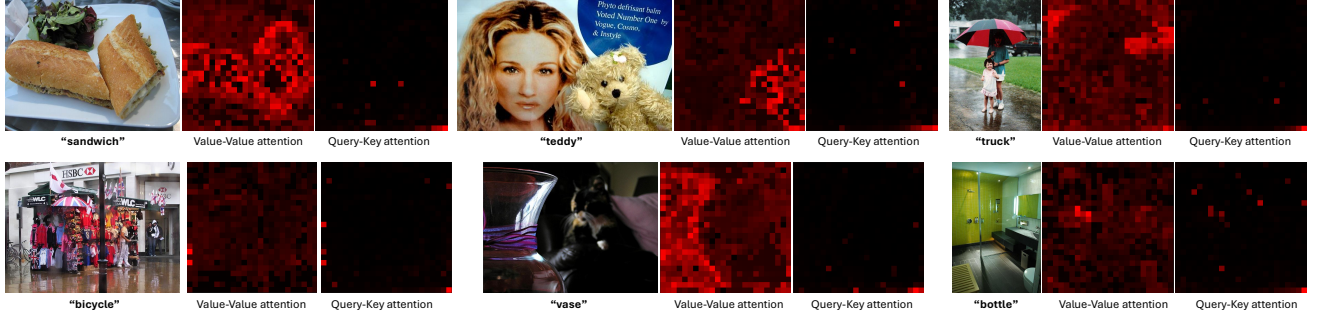 Phyto defrisant balm
Voted Number One by
Vogue, Cosmo,
& Instyle
“sandwich” Value-Value attention Query-Key attention “teddy” Value-Value attention Query-Key attention “truck” Value-Value attention Query-Key attention
HSBC
WLC WLC
“bicycle” Value-Value attention Query-Key attention “vase” Value-Value attention Query-Key attention “bottle” Value-Value attention Query-Key attention